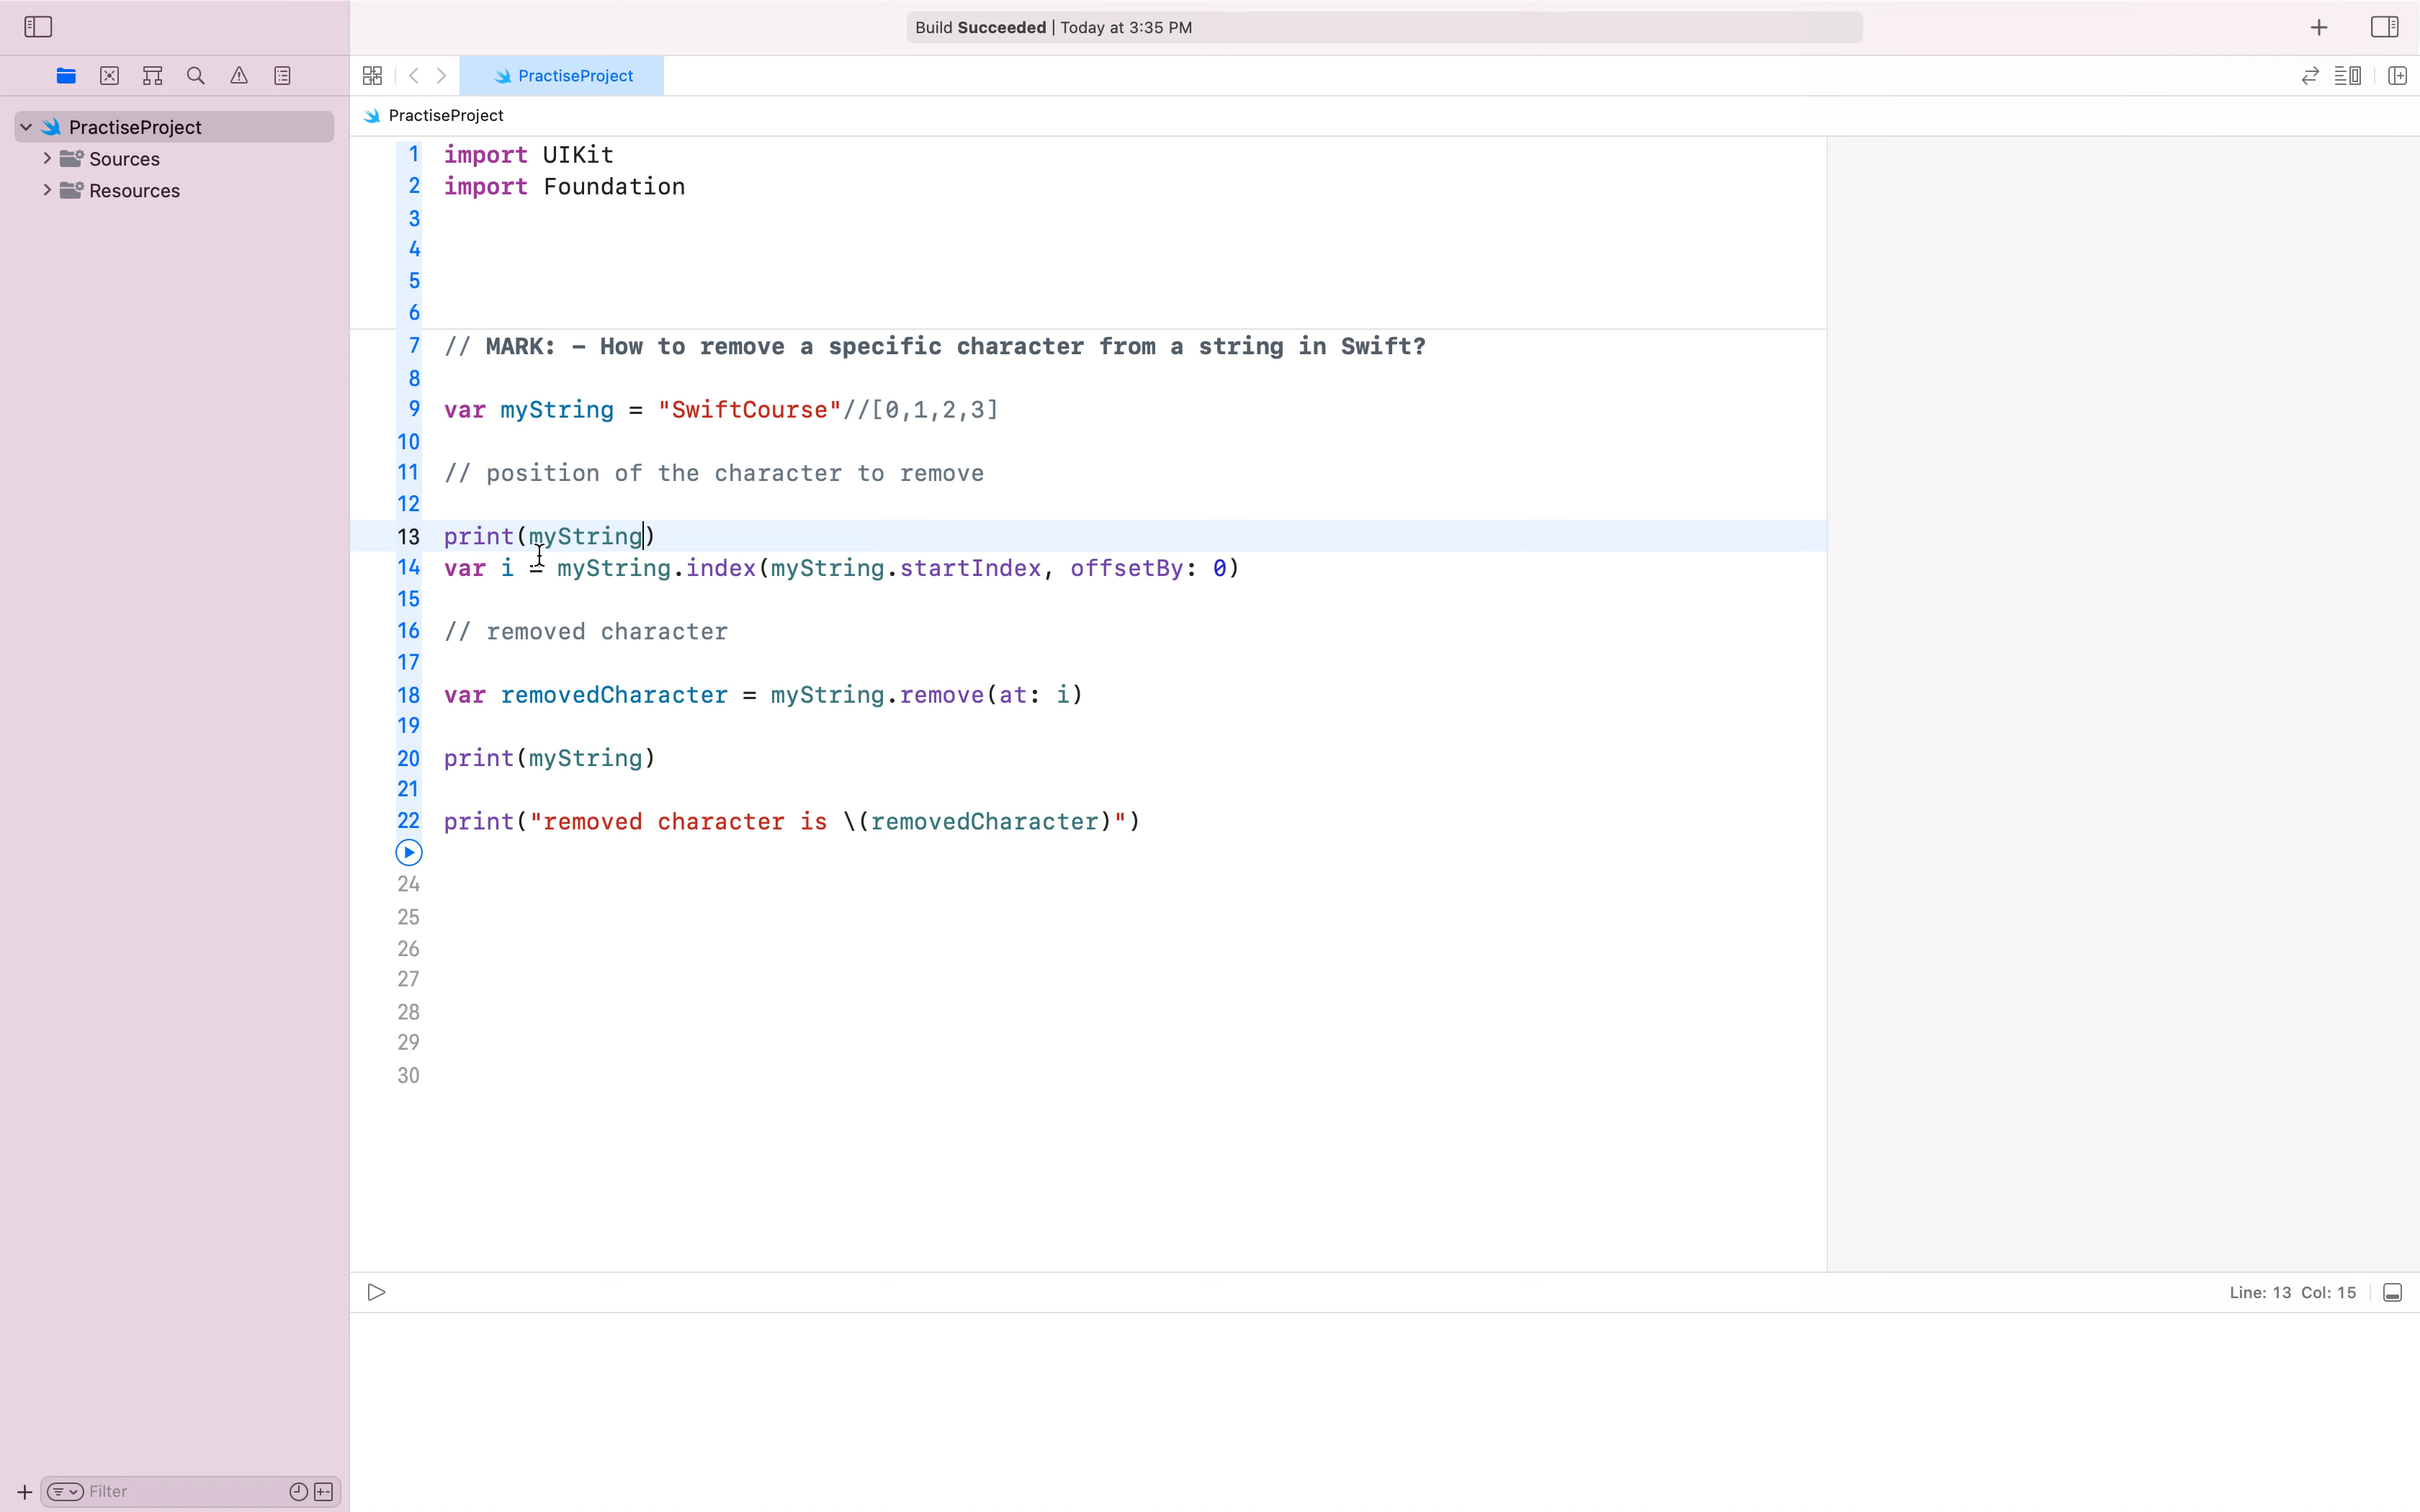 Build Succeeded | Today at 3:35 PM
PractiseProject
PractiseProject
Sources
Resources
PractiseProject
1 import UIKit
2 import Foundation
3
4
5
6
7 // MARK: - How to remove a specific character from a string in Swift?
8
9 var myString = "SwiftCourse"//[0,1,2,3]
10
11 // position of the character to remove
12
13 print(myString)
14 var i = myString.index(myString.startIndex, offsetBy: 0)
15
16 // removed character
17
18 var removedCharacter = myString.remove(at: i)
19
20 print(myString)
21
22 print("removed character is \(removedCharacter)")
24
25
26
27
28
29
30
Line: 13 Col: 15
Filter